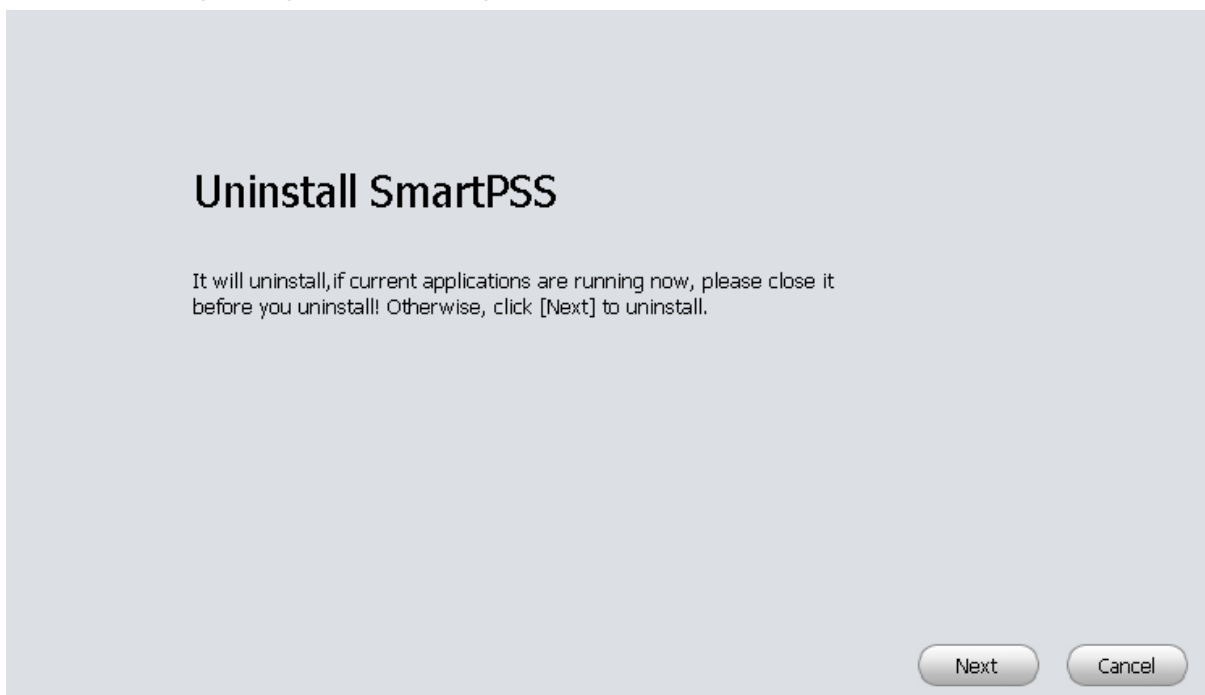 Uninstall SmartPSS
It will uninstall,if current applications are running now, please close it
before you uninstall! Otherwise, click [Next] to uninstall.
Next Cancel